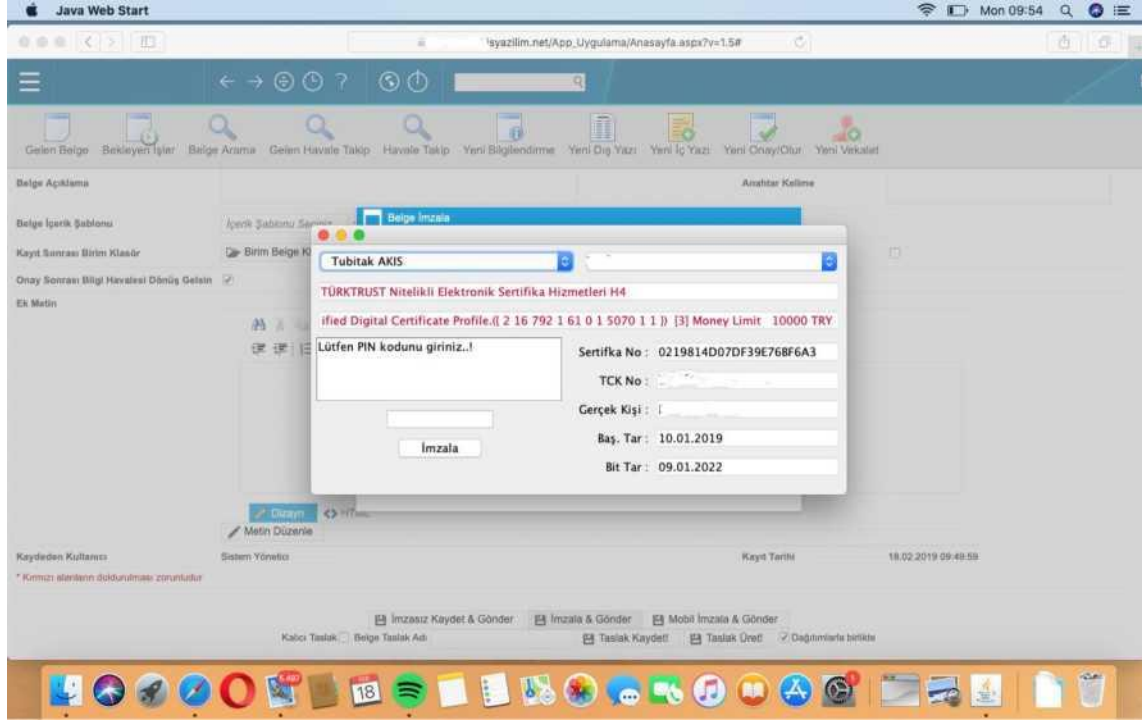 Java Web Start
Mon 09:54
syazilim.net/App_Uygulama/Anasayfa.aspx?v=1.5#
Gelen Belge Bekleyen İşler Belge Arama Gelen Havale Takip Havale Takip Yeni Bilgilendirme Yeni Dış Yazı Yeni İç Yazı Yeni Onay/Olur Yeni Vekalet
Belge Açıklama
Anahtar Kelime
Belge İçerik Şablonu
İçerik Şablonu
Belge İmzala
Kayıt Sonrası Birim Klasör
Birim Belge
Onay Sonrası Bilgi Havalesi Dönüş Gelsin
Ek Metin
Tubitak AKIS
TÜRKTRUST Nitelikli Elektronik Sertifika Hizmetleri H4
ified Digital Certificate Profile.([ 2 16 792 1 61 0 1 5070 1 1 ]) [3] Money Limit 10000 TRY
Lütfen PIN kodunu giriniz..!
Sertifka No : 0219814D07DF39E76BF6A3
TCK No :
Gerçek Kişi :
İmzala
Baş. Tar : 10.01.2019
Bit Tar : 09.01.2022
Dizayn
Metin Düzenle
Kaydeden Kullanıcı
Sistem Yönetici
Kayıt Tarihi
18.02.2019 09:49:59
* Kırmızı alanların doldurulması zorunludur
İmzasız Kaydet & Gönder İmzala & Gönder Mobil İmzala & Gönder
Kalıcı Taslak Belge Taslak Adı Taslak Kaydet! Taslak Üret! Dağıtımlarla birlikte
5.487
18
1